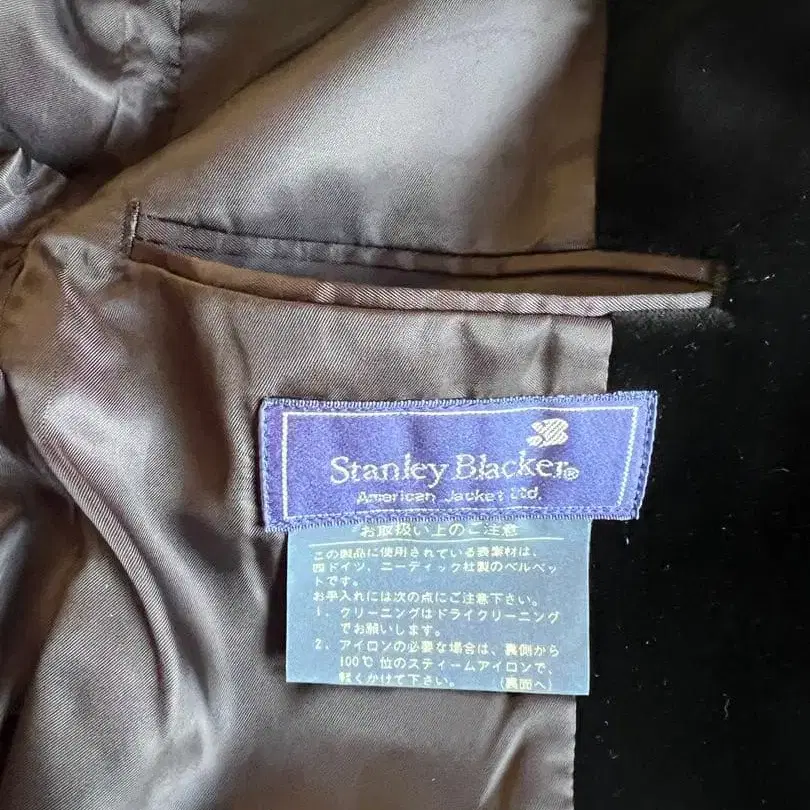 Stanley Blacker®
American Jacket Ltd.
お取扱い上のご注意
この製品に使用されている表素材は、
西ドイツ、ニーディック社製のベルベッ
トです。
お手入れには次の点にご注意下さい。
1. クリーニングはドライクリーニング
でお願いします。
2. アイロンの必要な場合は、裏側から
100℃ 位のスティームアイロンで、
軽くかけて下さい。 (裏面へ)